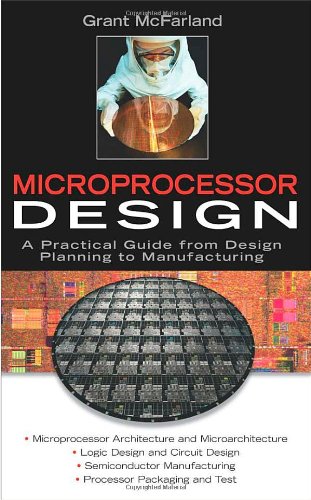 Grant McFarland
MICROPROCESSOR
DESIGN
A Practical Guide from Design
Planning to Manufacturing
• Microprocessor Architecture and Microarchitecture
• Logic Design and Circuit Design
• Semiconductor Manufacturing
• Processor Packaging and Test